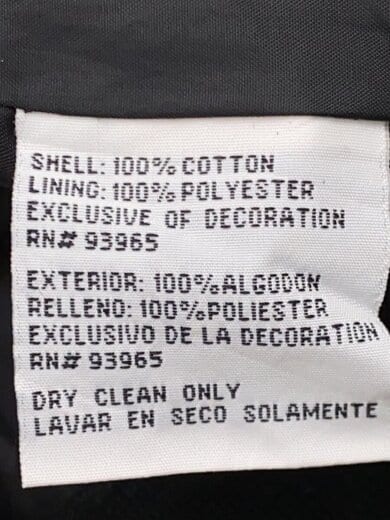 SHELL: 100% COTTON
LINING: 100% POLYESTER
EXCLUSIVE OF DECORATION
RN# 93965
EXTERIOR: 100% ALGODON
RELLENO: 100% POLIESTER
EXCLUSIVO DE LA DECORATION
RN# 93965
DRY CLEAN ONLY
LAVAR EN SECO SOLAMENTE